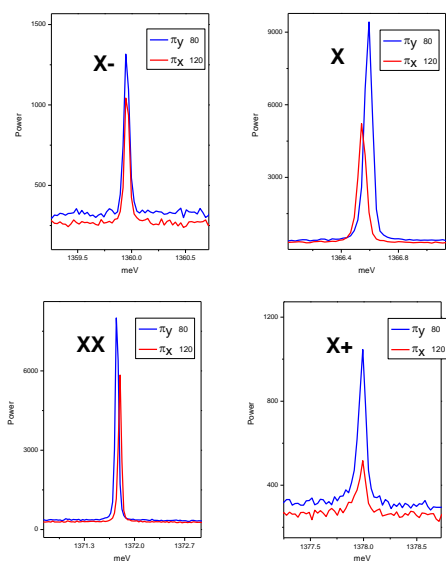 1500
1000
500
Power
X-
πy 80
πx 120
1359.5 1360.0 1360.5
meV
9000
6000
3000
Power
X
πy 80
πx 120
1366.4 1366.8
meV
6000
3000
0
Power
XX
πy 80
πx 120
1371.3 1372.0 1372.7
meV
1200
800
400
Power
X+
πy 80
πx 120
1377.5 1378.0 1378.5
meV